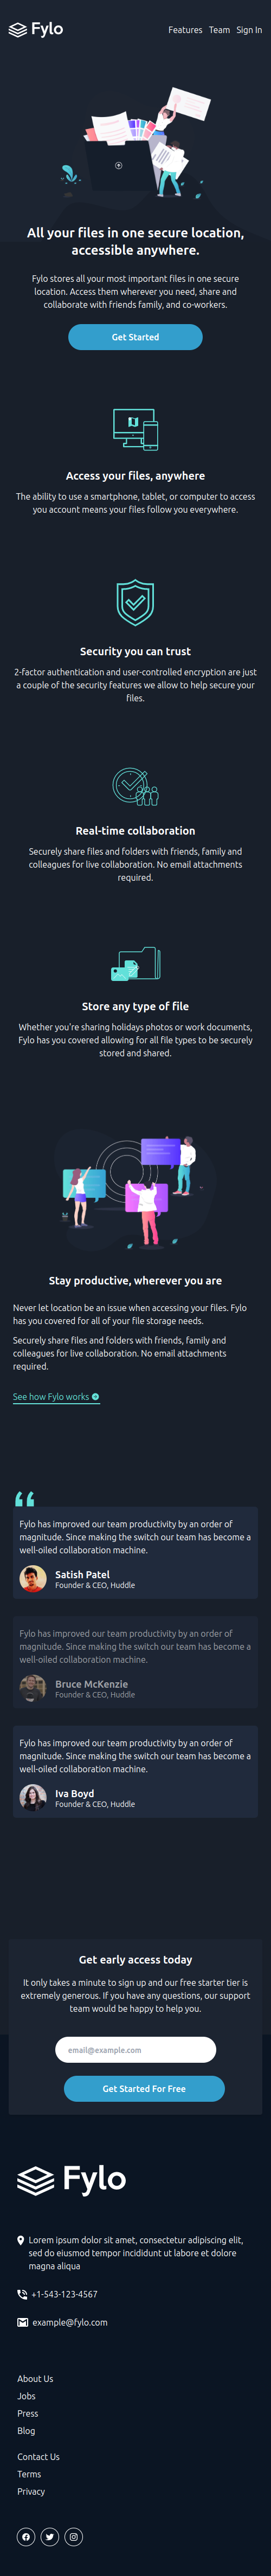 Fylo
Features Team Sign In
All your files in one secure location,
accessible anywhere.
Fylo stores all your most important files in one secure
location. Access them wherever you need, share and
collaborate with friends family, and co-workers.
Get Started
Access your files, anywhere
The ability to use a smartphone, tablet, or computer to access
you account means your files follow you everywhere.
Security you can trust
2-factor authentication and user-controlled encryption are just
a couple of the security features we allow to help secure your
files.
Real-time collaboration
Securely share files and folders with friends, family and
colleagues for live collaboration. No email attachments
required.
Store any type of file
Whether you're sharing holidays photos or work documents,
Fylo has you covered allowing for all file types to be securely
stored and shared.
Stay productive, wherever you are
Never let location be an issue when accessing your files. Fylo
has you covered for all of your file storage needs.
Securely share files and folders with friends, family and
colleagues for live collaboration. No email attachments
required.
See how Fylo works
Fylo has improved our team productivity by an order of
magnitude. Since making the switch our team has become a
well-oiled collaboration machine.
Satish Patel
Founder & CEO, Huddle
Fylo has improved our team productivity by an order of
magnitude. Since making the switch our team has become a
well-oiled collaboration machine.
Bruce McKenzie
Founder & CEO, Huddle
Fylo has improved our team productivity by an order of
magnitude. Since making the switch our team has become a
well-oiled collaboration machine.
Iva Boyd
Founder & CEO, Huddle
Get early access today
It only takes a minute to sign up and our free starter tier is
extremely generous. If you have any questions, our support
team would be happy to help you.
email@example.com
Get Started For Free
Fylo
Lorem ipsum dolor sit amet, consectetur adipiscing elit,
sed do eiusmod tempor incididunt ut labore et dolore
magna aliqua
+1-543-123-4567
example@fylo.com
About Us
Jobs
Press
Blog
Contact Us
Terms
Privacy